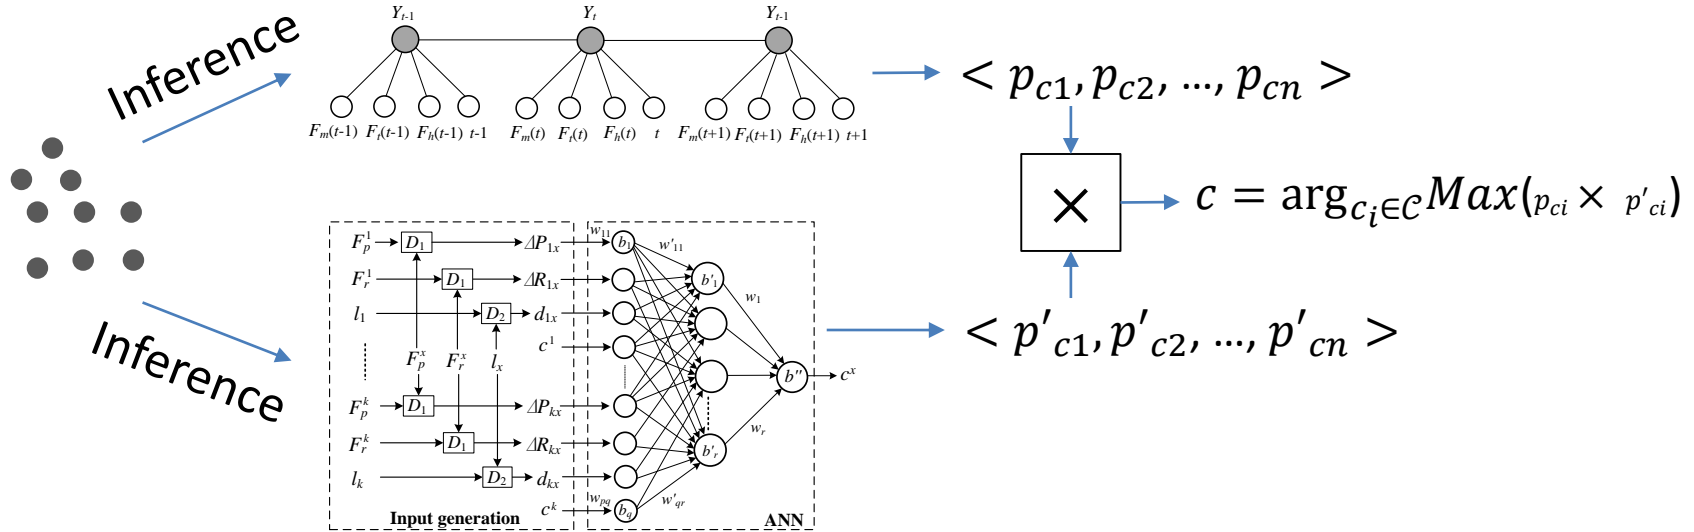 Inference
Y_{t-1} Y_t Y_{t-1}
F_m(t-1) F_t(t-1) F_h(t-1) t-1 F_m(t) F_t(t) F_h(t) t F_m(t+1) F_t(t+1) F_h(t+1) t+1
< p_{c1}, p_{c2}, ..., p_{cn} >
×
c = arg_{c_i∈C} Max(p_{ci} × p'_{ci})
Inference
F_p^1 D_1 ΔP_{1x} w_{11} b_1 w'_{11}
F_r^1 D_1 ΔR_{1x} b'_1
l_1 D_2 d_{1x} w_1
c^1
F_p^x F_r^x l_x
b'' c^x
F_p^k D_1 ΔP_{kx}
F_r^k D_1 ΔR_{kx} b'_r w_r
l_k D_2 d_{kx}
c^k w_{pq} b_q w'_{qr}
Input generation ANN
< p'_{c1}, p'_{c2}, ..., p'_{cn} >